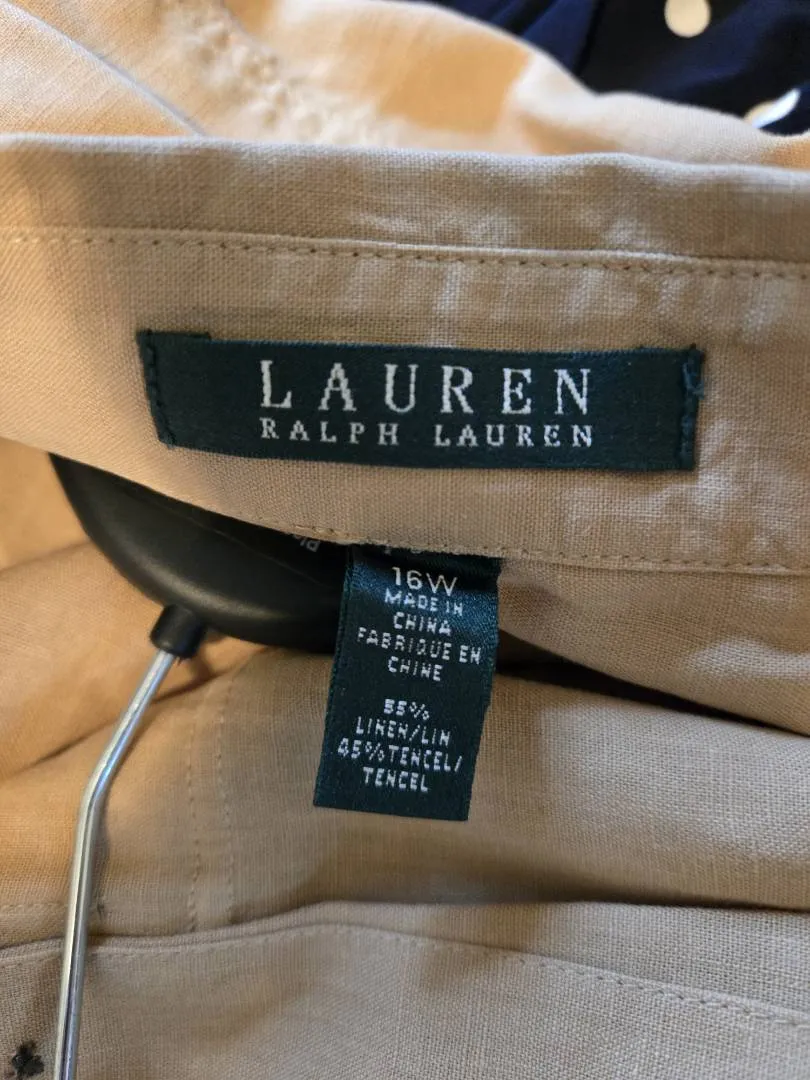 LAUREN
RALPH LAUREN
16W
MADE IN
CHINA
FABRIQUE EN
CHINE
55%
LINEN/LIN
45%TENCEL/
TENCEL